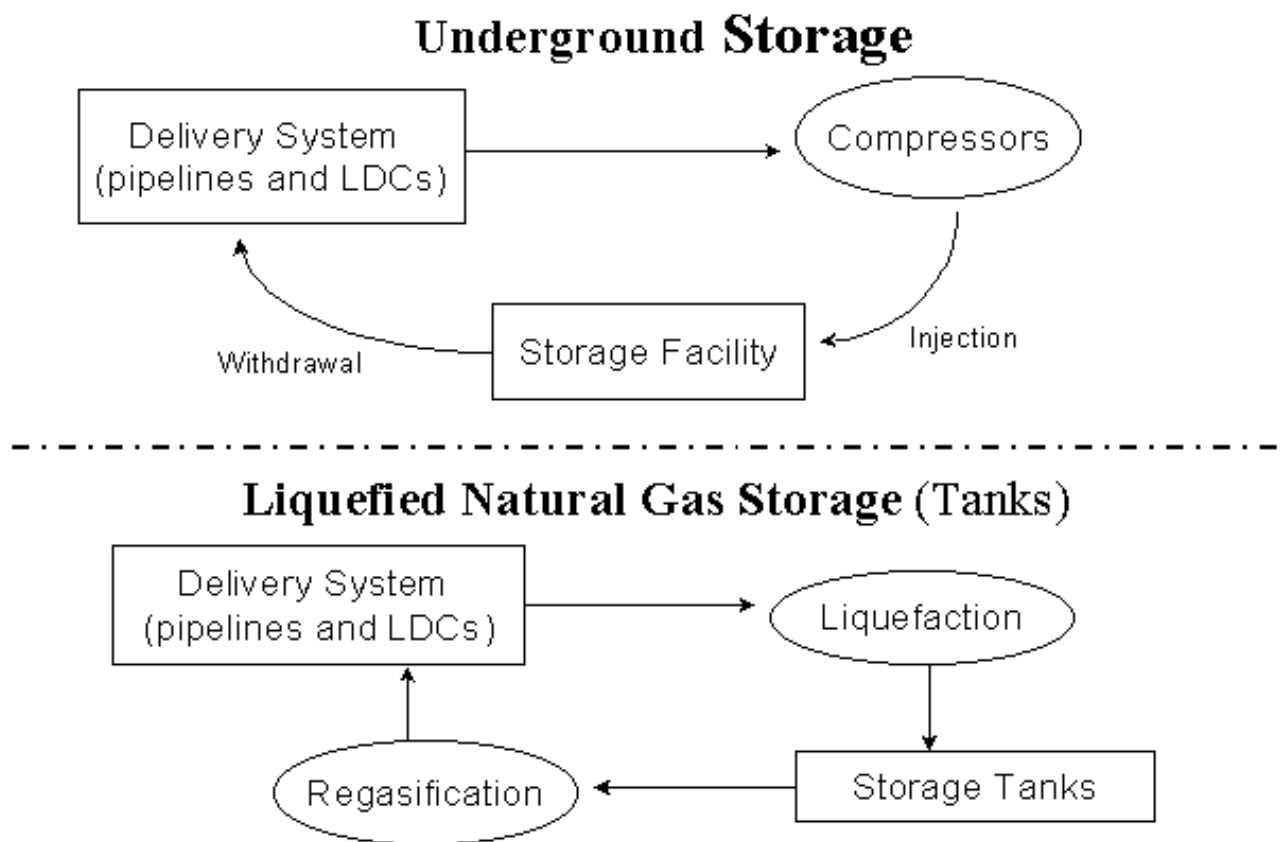 Underground Storage
Delivery System
(pipelines and LDCs)
Compressors
Withdrawal
Storage Facility
Injection
Liquefied Natural Gas Storage (Tanks)
Delivery System
(pipelines and LDCs)
Liquefaction
Regasification
Storage Tanks